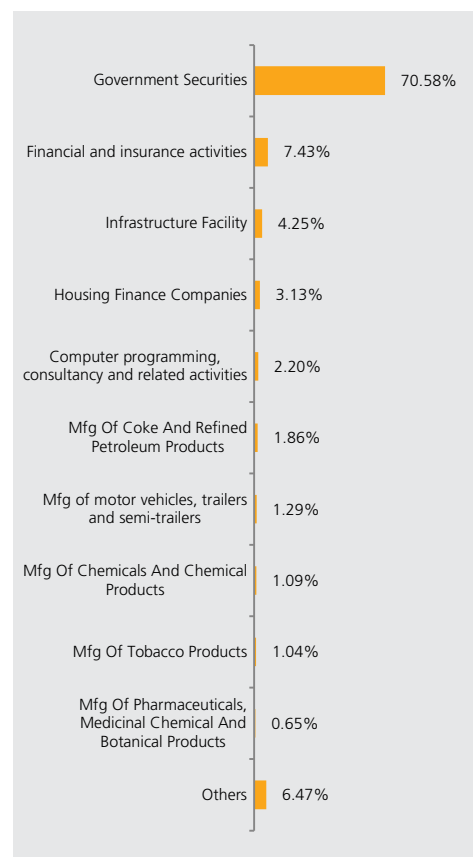 Government Securities 70.58%
Financial and insurance activities 7.43%
Infrastructure Facility 4.25%
Housing Finance Companies 3.13%
Computer programming,
consultancy and related activities 2.20%
Mfg Of Coke And Refined
Petroleum Products 1.86%
Mfg of motor vehicles, trailers
and semi-trailers 1.29%
Mfg Of Chemicals And Chemical
Products 1.09%
Mfg Of Tobacco Products 1.04%
Mfg Of Pharmaceuticals,
Medicinal Chemical And
Botanical Products 0.65%
Others 6.47%